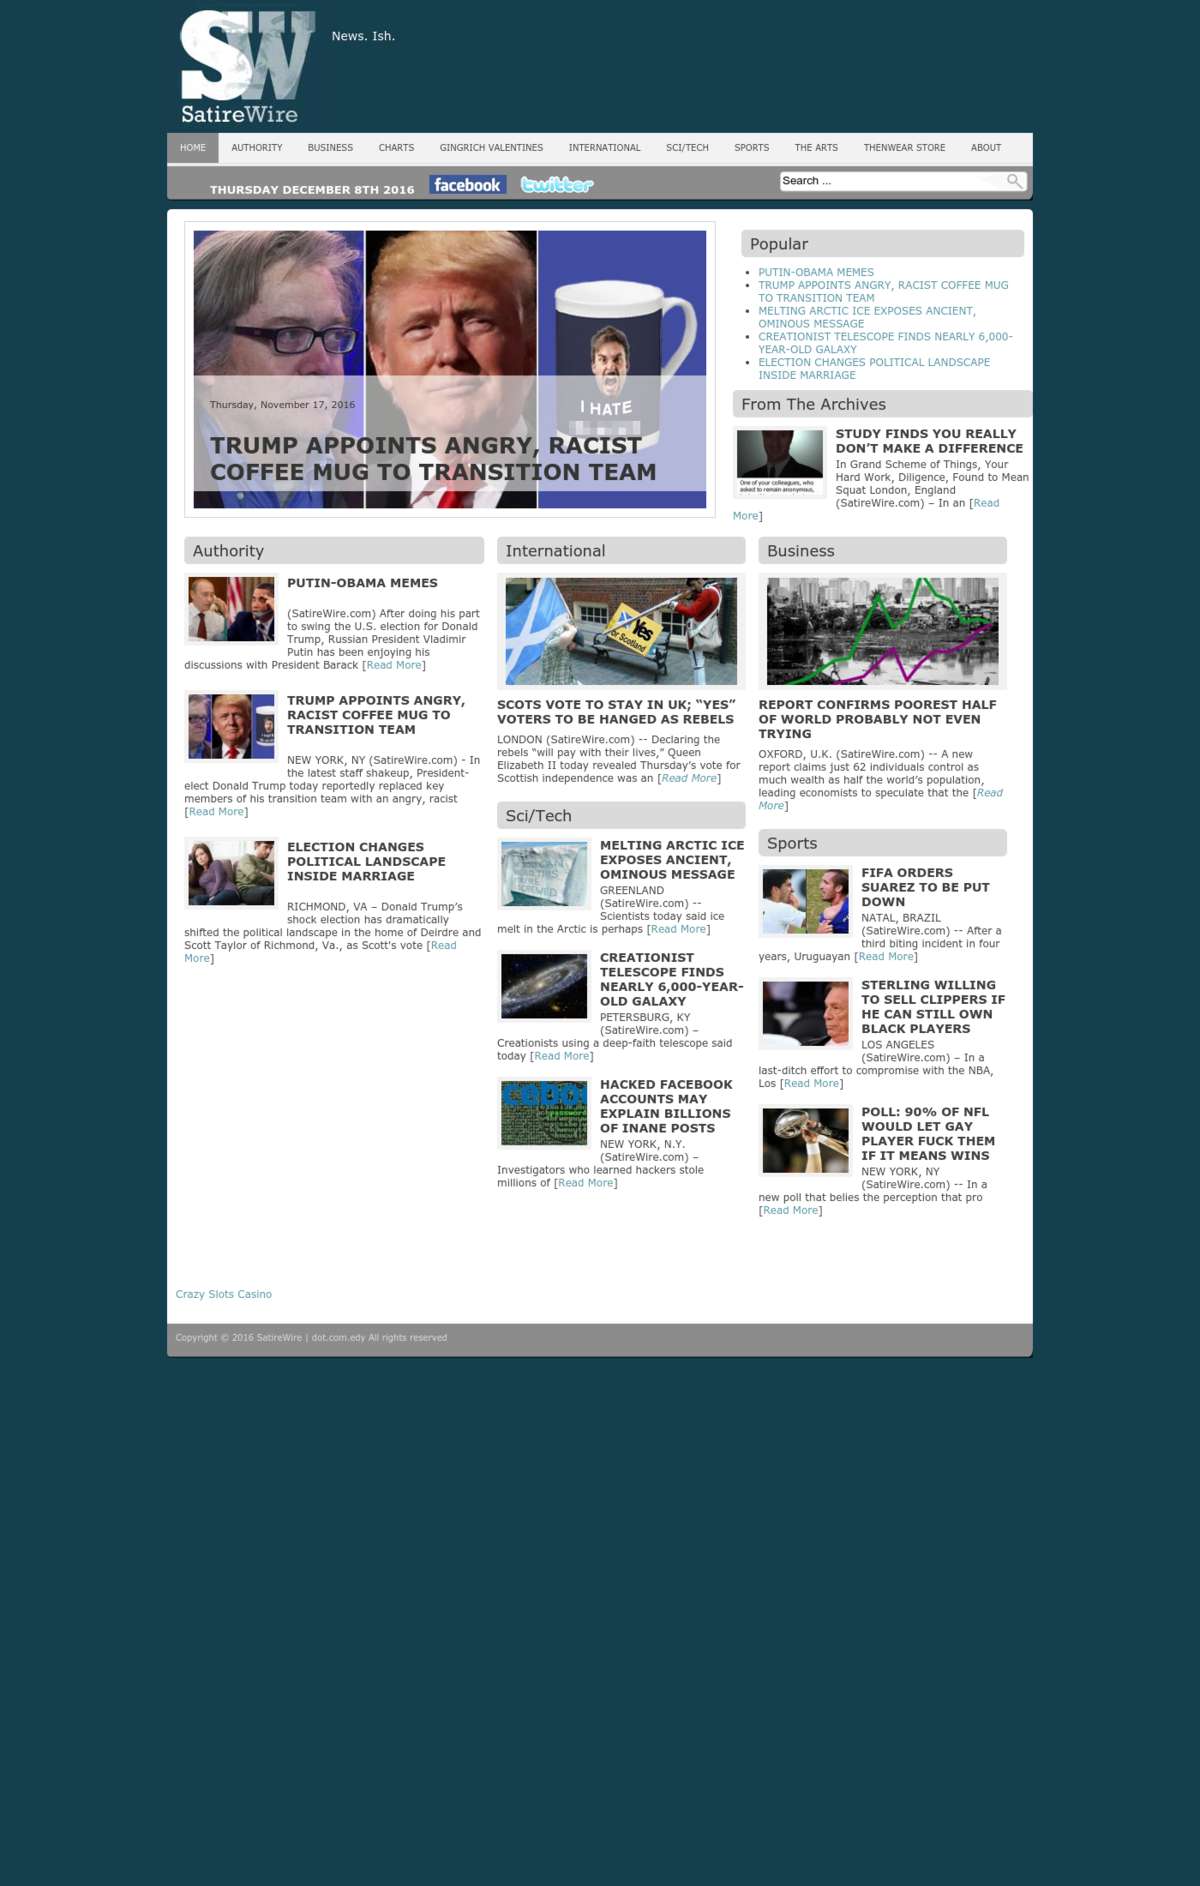 SW
SatireWire
News. Ish.
HOME
AUTHORITY
BUSINESS
CHARTS
GINGRICH VALENTINES
INTERNATIONAL
SCI/TECH
SPORTS
THE ARTS
THENWEAR STORE
ABOUT
THURSDAY DECEMBER 8TH 2016
facebook
twitter
Search ...
I HATE
Thursday, November 17, 2016
TRUMP APPOINTS ANGRY, RACIST
COFFEE MUG TO TRANSITION TEAM
Popular
PUTIN-OBAMA MEMES
TRUMP APPOINTS ANGRY, RACIST COFFEE MUG
TO TRANSITION TEAM
MELTING ARCTIC ICE EXPOSES ANCIENT,
OMINOUS MESSAGE
CREATIONIST TELESCOPE FINDS NEARLY 6,000-
YEAR-OLD GALAXY
ELECTION CHANGES POLITICAL LANDSCAPE
INSIDE MARRIAGE
From The Archives
One of your colleagues, who
asked to remain anonymous,
STUDY FINDS YOU REALLY
DON’T MAKE A DIFFERENCE
In Grand Scheme of Things, Your
Hard Work, Diligence, Found to Mean
Squat London, England
(SatireWire.com) – In an [Read
More]
Authority
PUTIN-OBAMA MEMES
(SatireWire.com) After doing his part
to swing the U.S. election for Donald
Trump, Russian President Vladimir
Putin has been enjoying his
discussions with President Barack [Read More]
TRUMP APPOINTS ANGRY,
RACIST COFFEE MUG TO
TRANSITION TEAM
NEW YORK, NY (SatireWire.com) - In
the latest staff shakeup, President-
elect Donald Trump today reportedly replaced key
members of his transition team with an angry, racist
[Read More]
ELECTION CHANGES
POLITICAL LANDSCAPE
INSIDE MARRIAGE
RICHMOND, VA – Donald Trump’s
shock election has dramatically
shifted the political landscape in the home of Deirdre and
Scott Taylor of Richmond, Va., as Scott's vote [Read
More]
International
Yes
for Scotland
SCOTS VOTE TO STAY IN UK; “YES”
VOTERS TO BE HANGED AS REBELS
LONDON (SatireWire.com) -- Declaring the
rebels “will pay with their lives,” Queen
Elizabeth II today revealed Thursday’s vote for
Scottish independence was an [Read More]
Sci/Tech
MELTING ARCTIC ICE
EXPOSES ANCIENT,
OMINOUS MESSAGE
GREENLAND
(SatireWire.com) --
Scientists today said ice
melt in the Arctic is perhaps [Read More]
CREATIONIST
TELESCOPE FINDS
NEARLY 6,000-YEAR-
OLD GALAXY
PETERSBURG, KY
(SatireWire.com) –
Creationists using a deep-faith telescope said
today [Read More]
HACKED FACEBOOK
ACCOUNTS MAY
EXPLAIN BILLIONS
OF INANE POSTS
NEW YORK, N.Y.
(SatireWire.com) –
Investigators who learned hackers stole
millions of [Read More]
Business
REPORT CONFIRMS POOREST HALF
OF WORLD PROBABLY NOT EVEN
TRYING
OXFORD, U.K. (SatireWire.com) -- A new
report claims just 62 individuals control as
much wealth as half the world’s population,
leading economists to speculate that the [Read
More]
Sports
FIFA ORDERS
SUAREZ TO BE PUT
DOWN
NATAL, BRAZIL
(SatireWire.com) -- After a
third biting incident in four
years, Uruguayan [Read More]
STERLING WILLING
TO SELL CLIPPERS IF
HE CAN STILL OWN
BLACK PLAYERS
LOS ANGELES
(SatireWire.com) – In a
last-ditch effort to compromise with the NBA,
Los [Read More]
POLL: 90% OF NFL
WOULD LET GAY
PLAYER FUCK THEM
IF IT MEANS WINS
NEW YORK, NY
(SatireWire.com) -- In a
new poll that belies the perception that pro
[Read More]
Crazy Slots Casino
Copyright © 2016 SatireWire | dot.com.edy All rights reserved